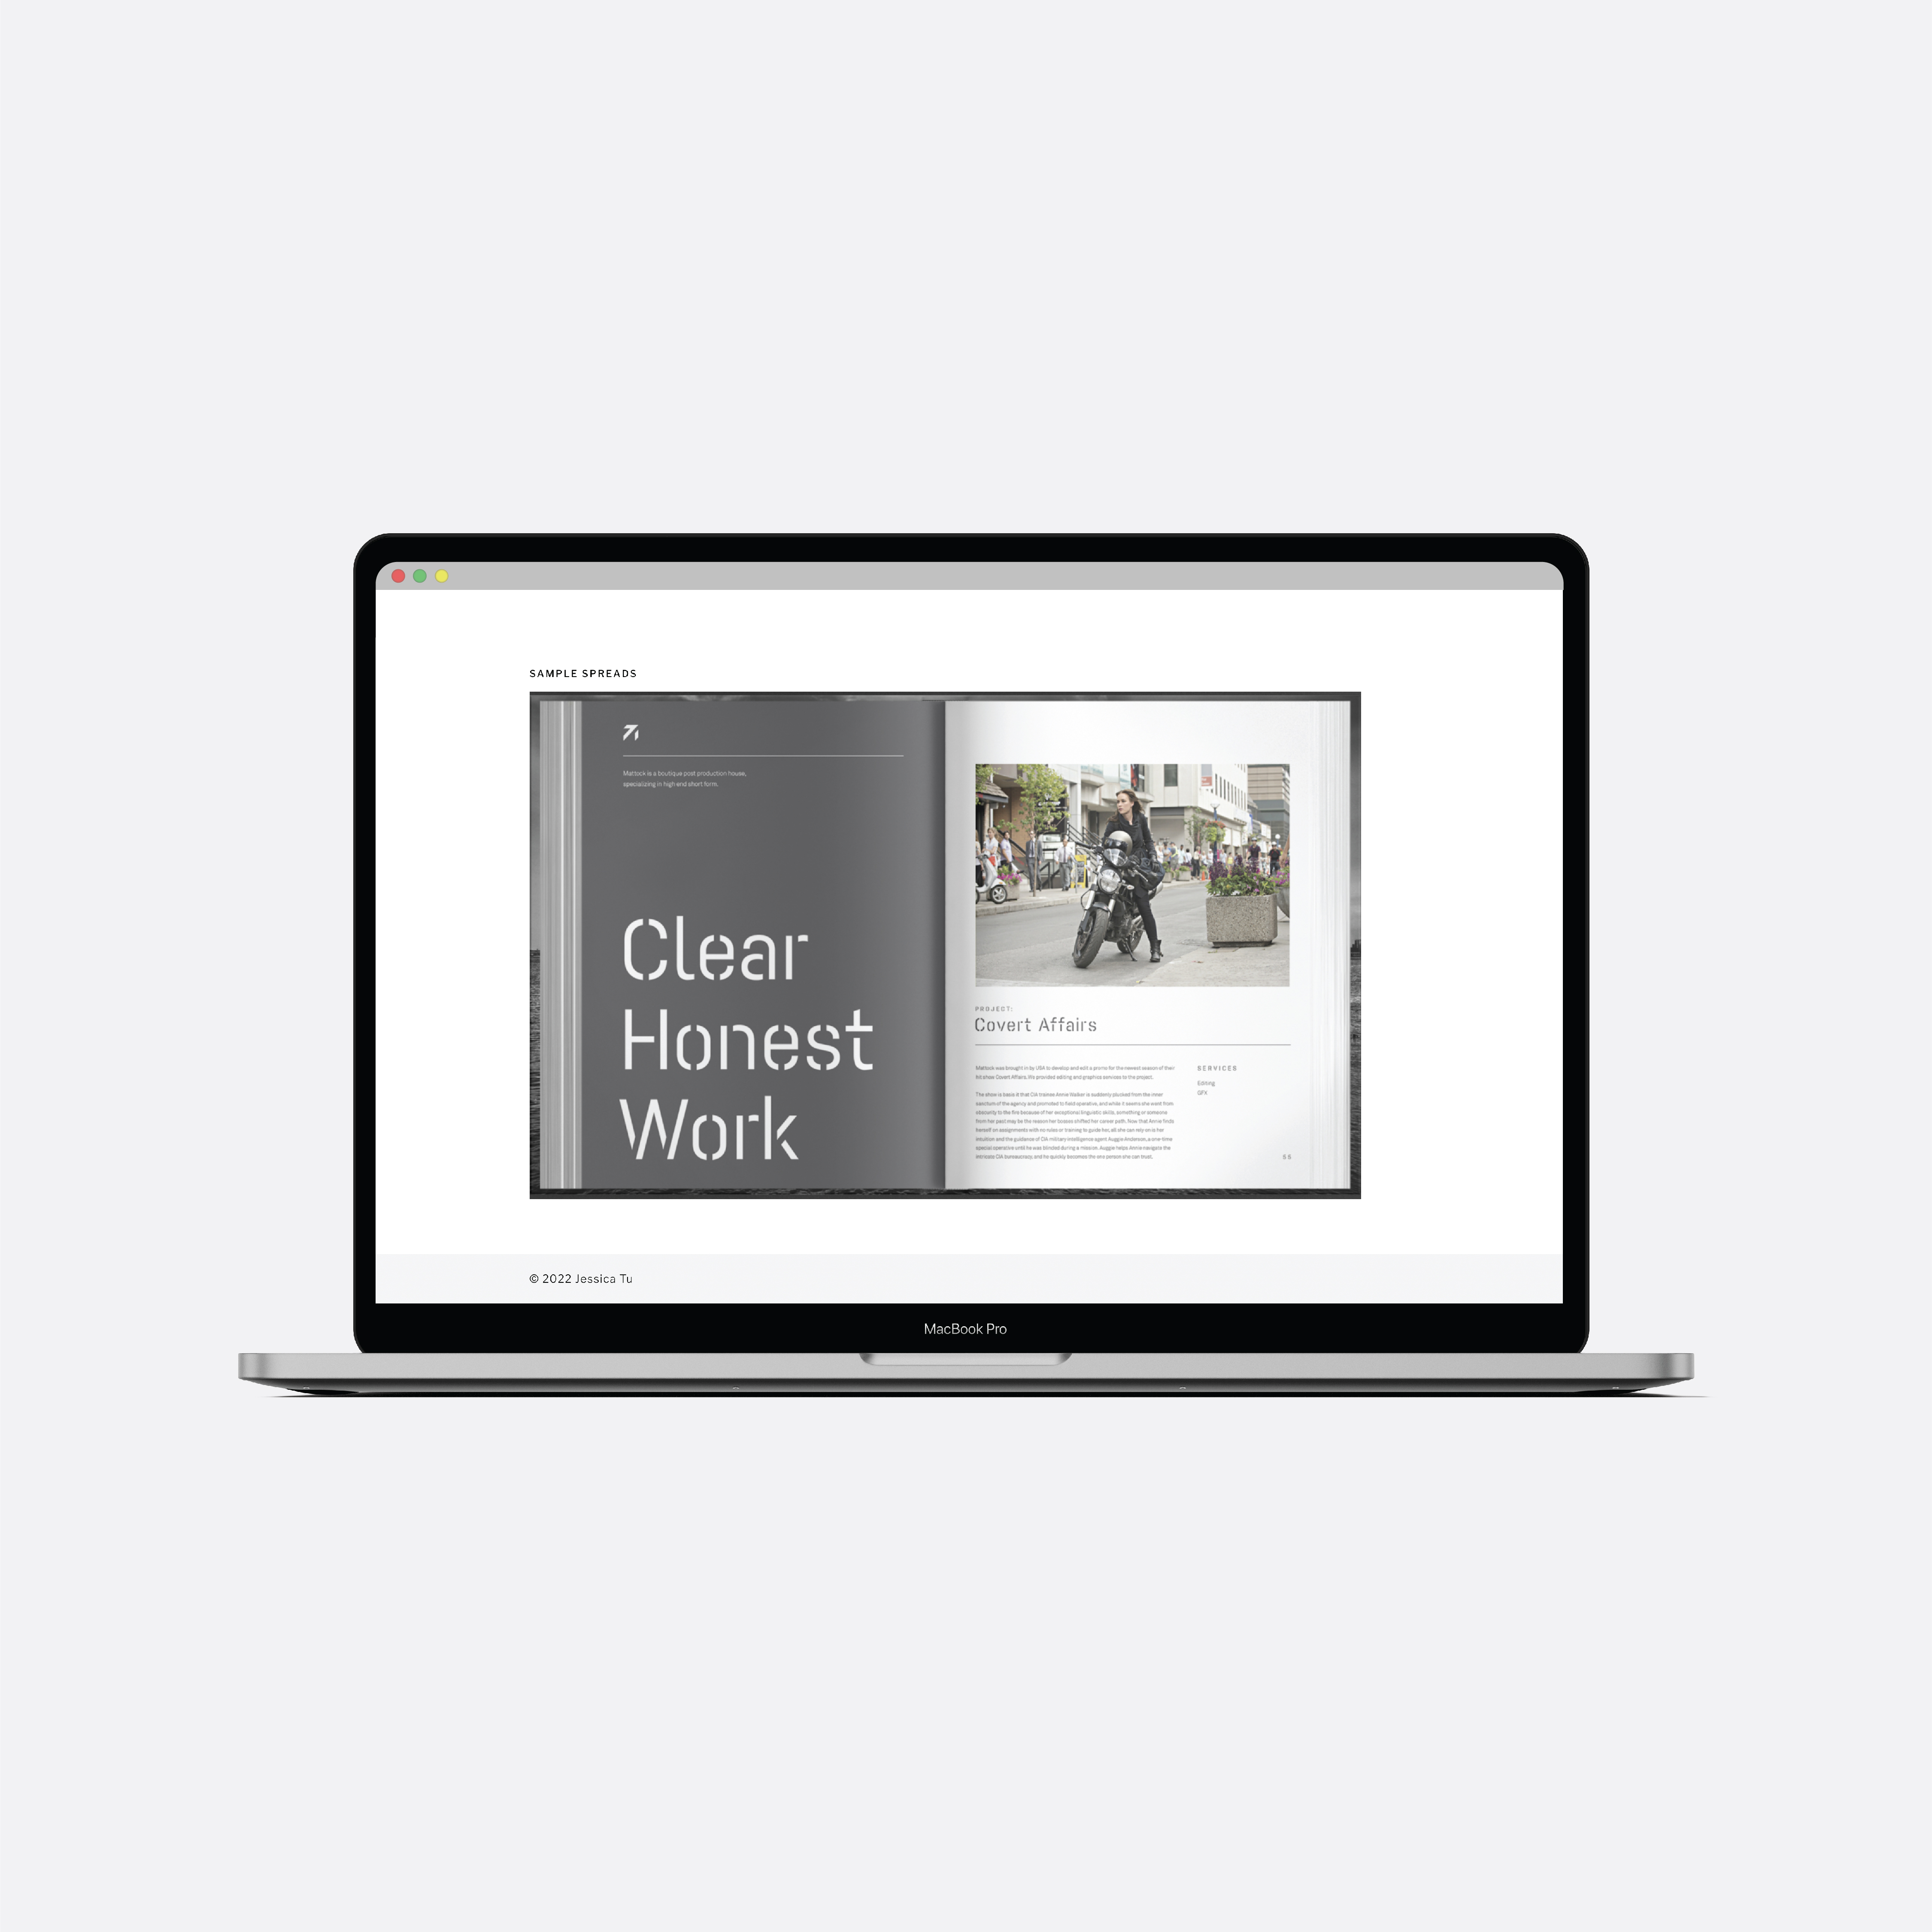 SAMPLE SPREADS
Mattock is a boutique post production house,
specializing in high end short form.
Clear
Honest
Work
PROJECT:
Covert Affairs
Mattock was brought in by USA to develop and edit a promo for the newest season of their
hit show Covert Affairs. We provided editing and graphics services to the project.
The show is basis it that CIA trainee Annie Walker is suddenly plucked from the inner
sanctum of the agency and promoted to field operative, and while it seems she went from
obscurity to the fire because of her exceptional linguistic skills, something or someone
from her past may be the reason her bosses shifted her career path. Now that Annie finds
herself on assignments with no rules or training to guide her, all she can rely on is her
intuition and the guidance of CIA military intelligence agent Auggie Anderson, a one-time
special operative until he was blinded during a mission. Auggie helps Annie navigate the
intricate CIA bureaucracy, and he quickly becomes the one person she can trust.
SERVICES
Editing
GFX
© 2022 Jessica Tu
MacBook Pro